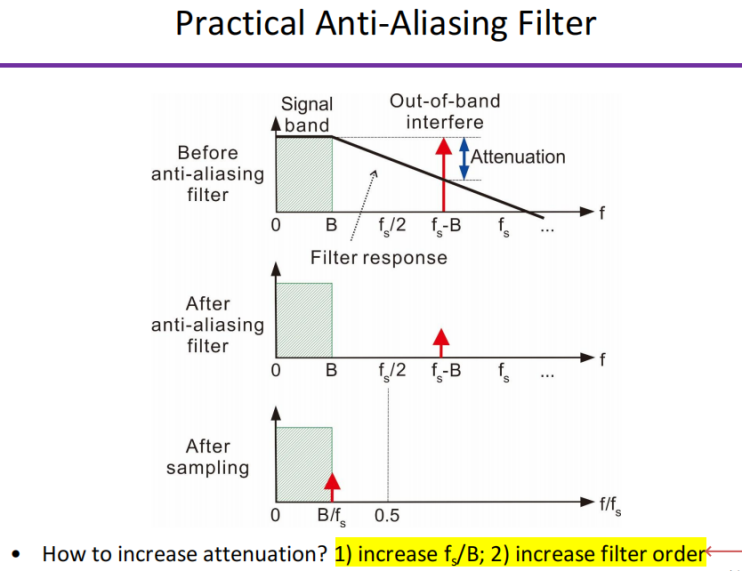 Practical Anti-Aliasing Filter
Signal band
Out-of-band interfere
Before anti-aliasing filter
Attenuation
f
0 B fs/2 fs-B fs ...
Filter response
After anti-aliasing filter
f
0 B fs/2 fs-B fs ...
After sampling
f/fs
0 B/fs 0.5
• How to increase attenuation? 1) increase fs/B; 2) increase filter order